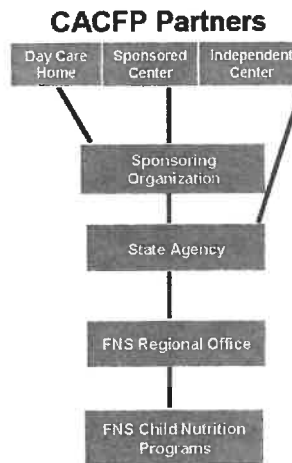 CACFP Partners
Day Care Home
Sponsored Center
Independent Center
Sponsoring
Organization
State Agency
FNS Regional Office
FNS Child Nutrition
Programs